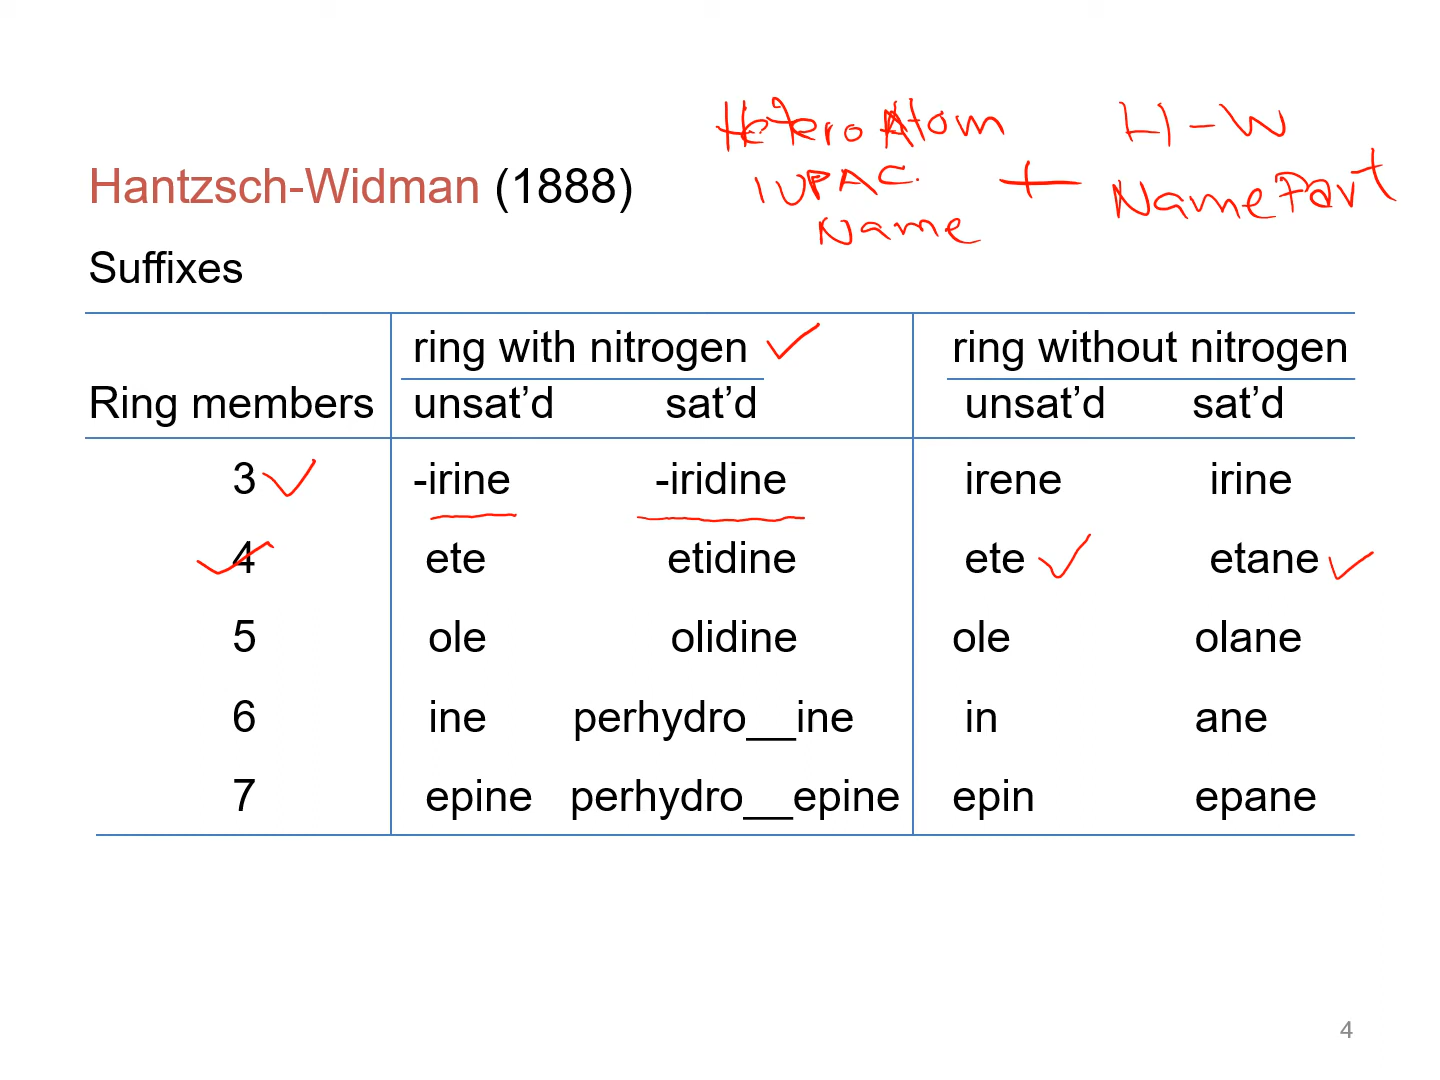 HeteroAtom H-W
IUPAC. + Name Part
Name
Hantzsch-Widman (1888)
Suffixes
ring with nitrogen ring without nitrogen
Ring members unsat’d sat’d unsat’d sat’d
3 -irine -iridine irene irine
4 ete etidine ete etane
5 ole olidine ole olane
6 ine perhydro__ine in ane
7 epine perhydro__epine epin epane
4